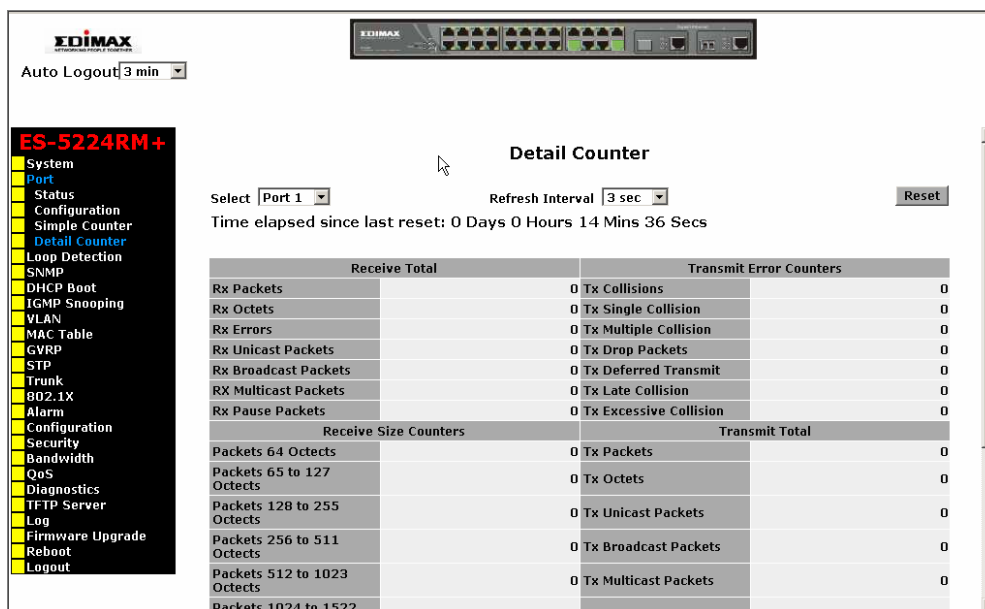 EDIMAX
NETWORKING PEOPLE TOGETHER
EDIMAX
Auto Logout 3 min
ES-5224RM+
System
Port
Status
Configuration
Simple Counter
Detail Counter
Loop Detection
SNMP
DHCP Boot
IGMP Snooping
VLAN
MAC Table
GVRP
STP
Trunk
802.1X
Alarm
Configuration
Security
Bandwidth
QoS
Diagnostics
TFTP Server
Log
Firmware Upgrade
Reboot
Logout
Detail Counter
Select Port 1 Refresh Interval 3 sec Reset
Time elapsed since last reset: 0 Days 0 Hours 14 Mins 36 Secs
Receive Total Transmit Error Counters
Rx Packets 0 Tx Collisions 0
Rx Octets 0 Tx Single Collision 0
Rx Errors 0 Tx Multiple Collision 0
Rx Unicast Packets 0 Tx Drop Packets 0
Rx Broadcast Packets 0 Tx Deferred Transmit 0
RX Multicast Packets 0 Tx Late Collision 0
Rx Pause Packets 0 Tx Excessive Collision 0
Receive Size Counters Transmit Total
Packets 64 Octects 0 Tx Packets 0
Packets 65 to 127
Octects 0 Tx Octets 0
Packets 128 to 255
Octects 0 Tx Unicast Packets 0
Packets 256 to 511
Octects 0 Tx Broadcast Packets 0
Packets 512 to 1023
Octects 0 Tx Multicast Packets 0
Packets 1024 to 1522